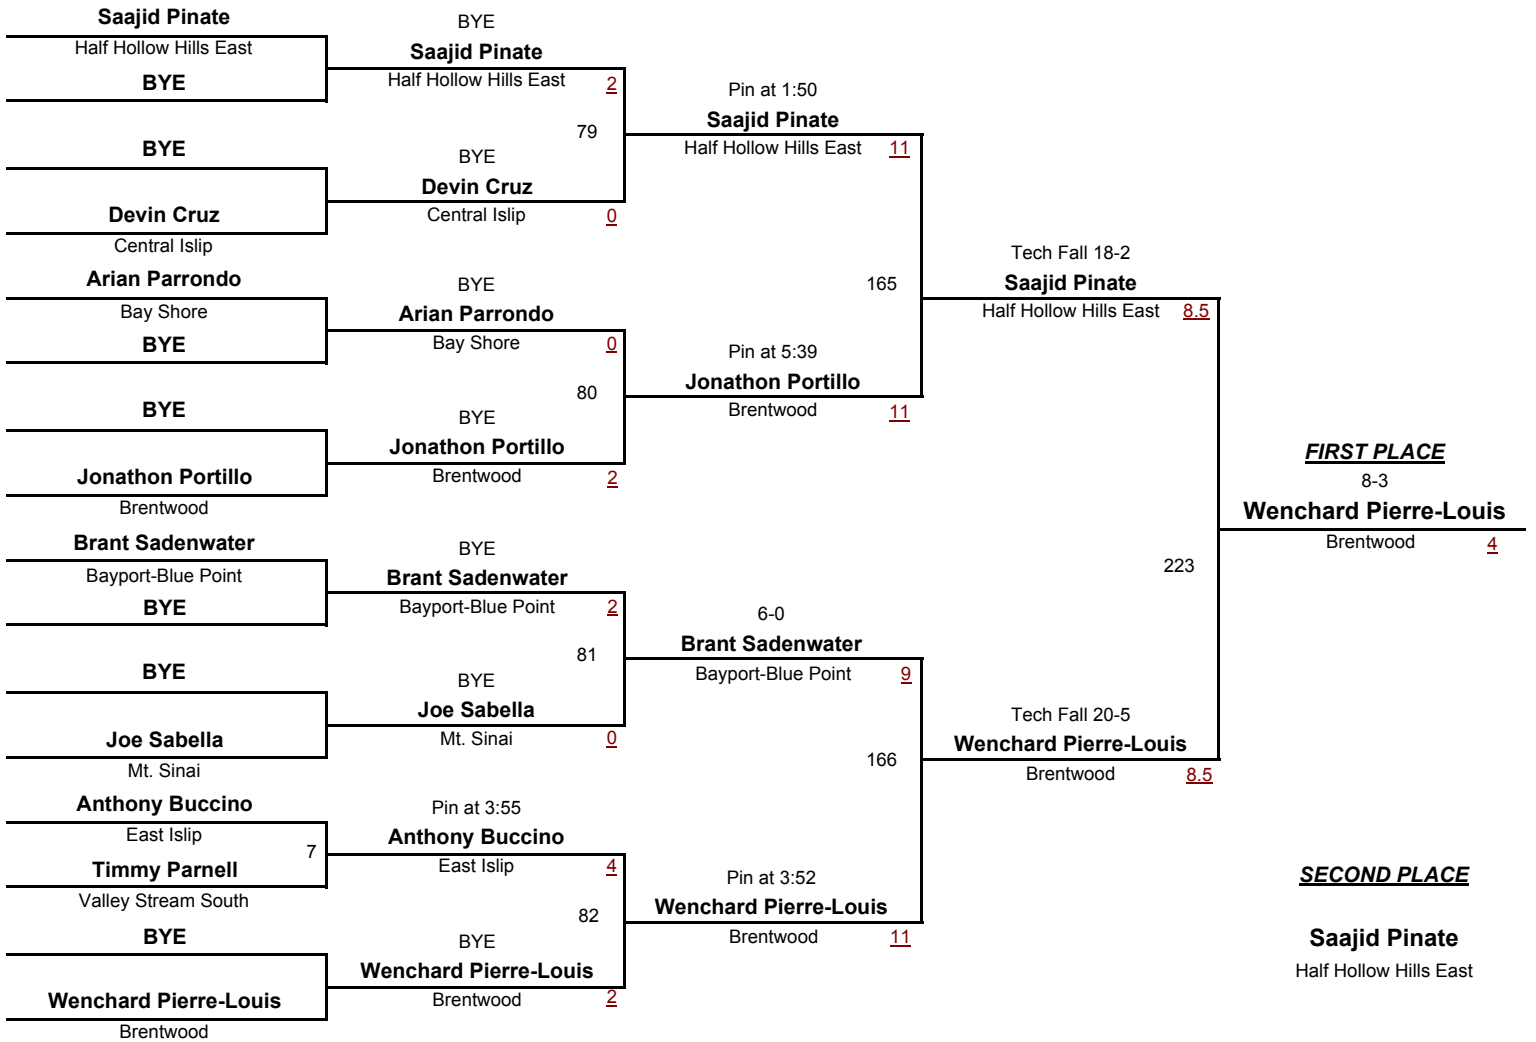 Saajid Pinate
Half Hollow Hills East
BYE
BYE
Devin Cruz
Central Islip
Arian Parrondo
Bay Shore
BYE
BYE
Jonathon Portillo
Brentwood
Brant Sadenwater
Bayport-Blue Point
BYE
BYE
Joe Sabella
Mt. Sinai
Anthony Buccino
East Islip
7
Timmy Parnell
Valley Stream South
BYE
Wenchard Pierre-Louis
Brentwood
BYE
Saajid Pinate
Half Hollow Hills East 2
79
BYE
Devin Cruz
Central Islip 0
BYE
Arian Parrondo
Bay Shore 0
80
BYE
Jonathon Portillo
Brentwood 2
BYE
Brant Sadenwater
Bayport-Blue Point 2
81
BYE
Joe Sabella
Mt. Sinai 0
Pin at 3:55
Anthony Buccino
East Islip 4
82
BYE
Wenchard Pierre-Louis
Brentwood 2
Pin at 1:50
Saajid Pinate
Half Hollow Hills East 11
165
Pin at 5:39
Jonathon Portillo
Brentwood 11
6-0
Brant Sadenwater
Bayport-Blue Point 9
166
Pin at 3:52
Wenchard Pierre-Louis
Brentwood 11
Tech Fall 18-2
Saajid Pinate
Half Hollow Hills East 8.5
223
Tech Fall 20-5
Wenchard Pierre-Louis
Brentwood 8.5
FIRST PLACE
8-3
Wenchard Pierre-Louis
Brentwood 4
SECOND PLACE
Saajid Pinate
Half Hollow Hills East